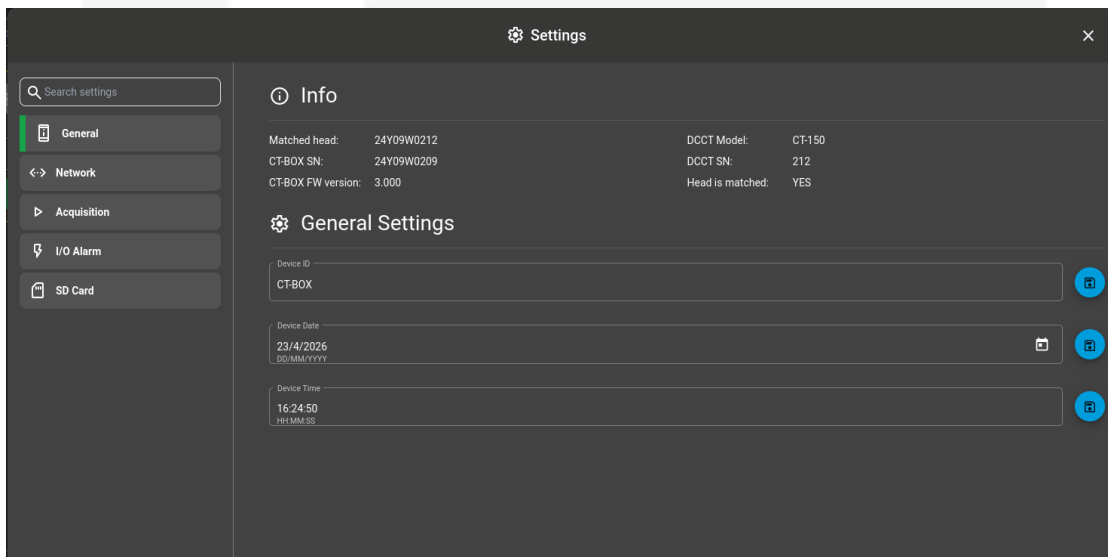 Settings
Search settings
General
Network
Acquisition
I/O Alarm
SD Card
Info
Matched head: 24Y09W0212 DCCT Model: CT-150
CT-BOX SN: 24Y09W0209 DCCT SN: 212
CT-BOX FW version: 3.000 Head is matched: YES
General Settings
Device ID
CT-BOX
Device Date
23/4/2026
DD/MM/YYYY
Device Time
16:24:50
HH:MM:SS